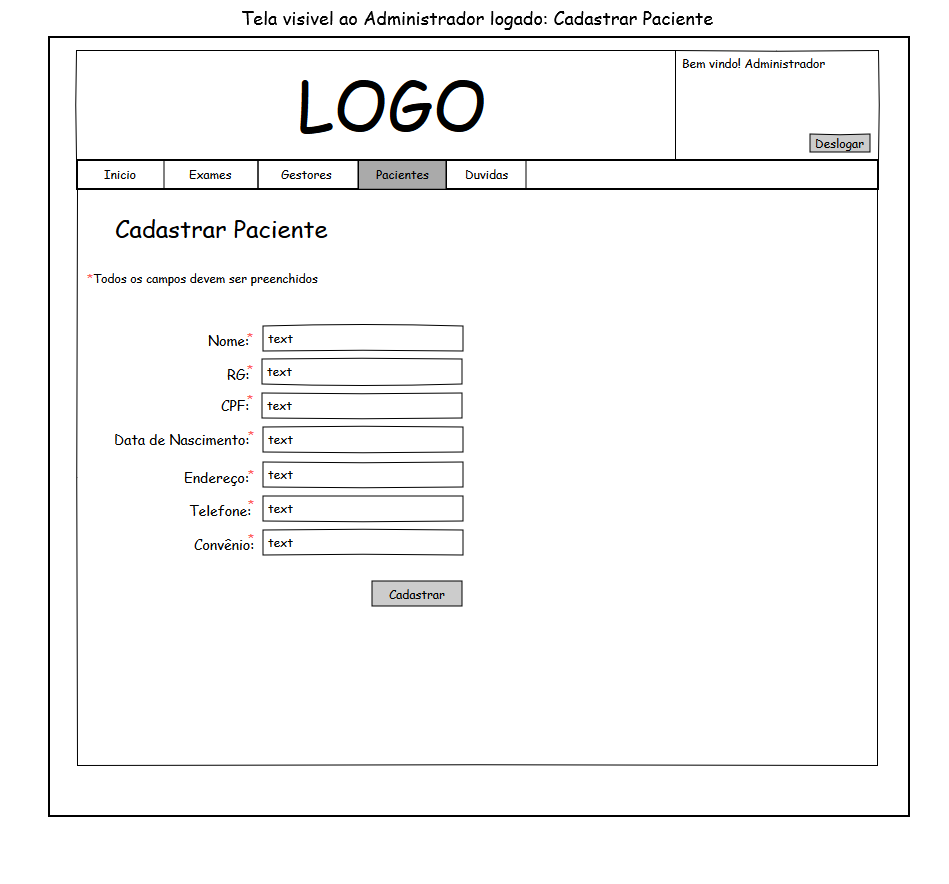 Tela visivel ao Administrador logado: Cadastrar Paciente
LOGO
Bem vindo! Administrador
Deslogar
Inicio Exames Gestores Pacientes Duvidas
Cadastrar Paciente
*Todos os campos devem ser preenchidos
Nome:* text
RG:* text
CPF:* text
Data de Nascimento:* text
Endereço:* text
Telefone:* text
Convênio:* text
Cadastrar